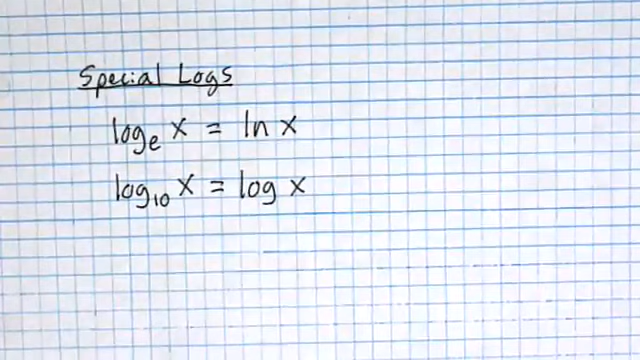 Special Logs
logₑ x = ln x
log₁₀ x = log x